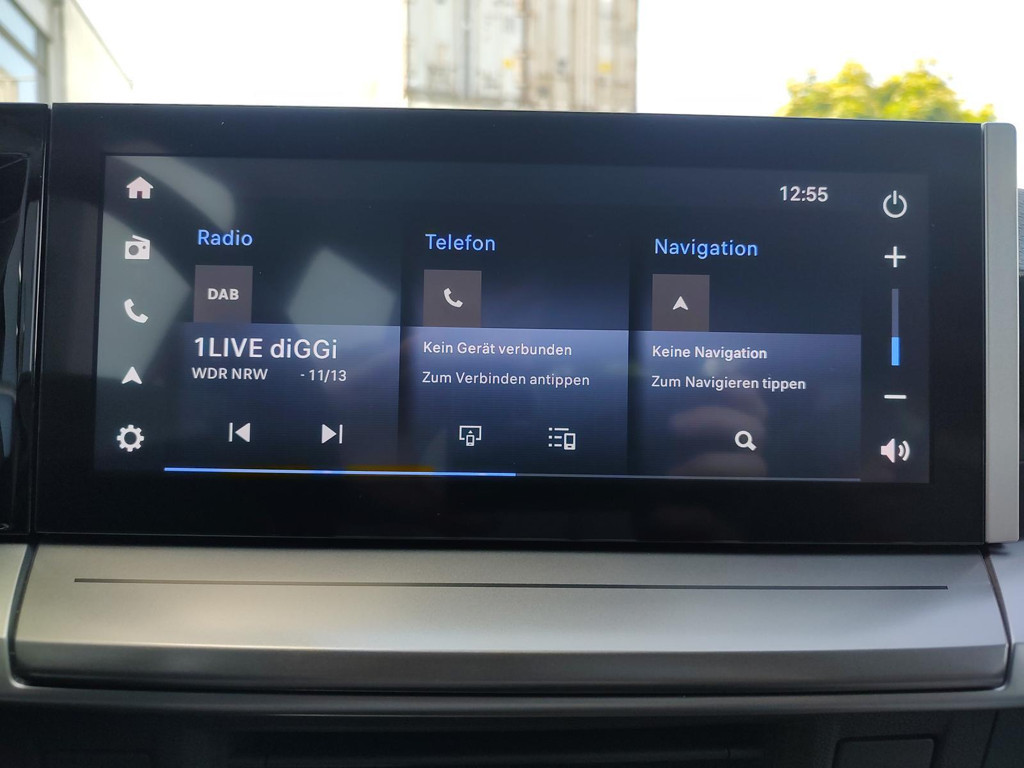 12:55
Radio
DAB
1LIVE diGGi
WDR NRW - 11/13
Telefon
Kein Gerät verbunden
Zum Verbinden antippen
Navigation
Keine Navigation
Zum Navigieren tippen